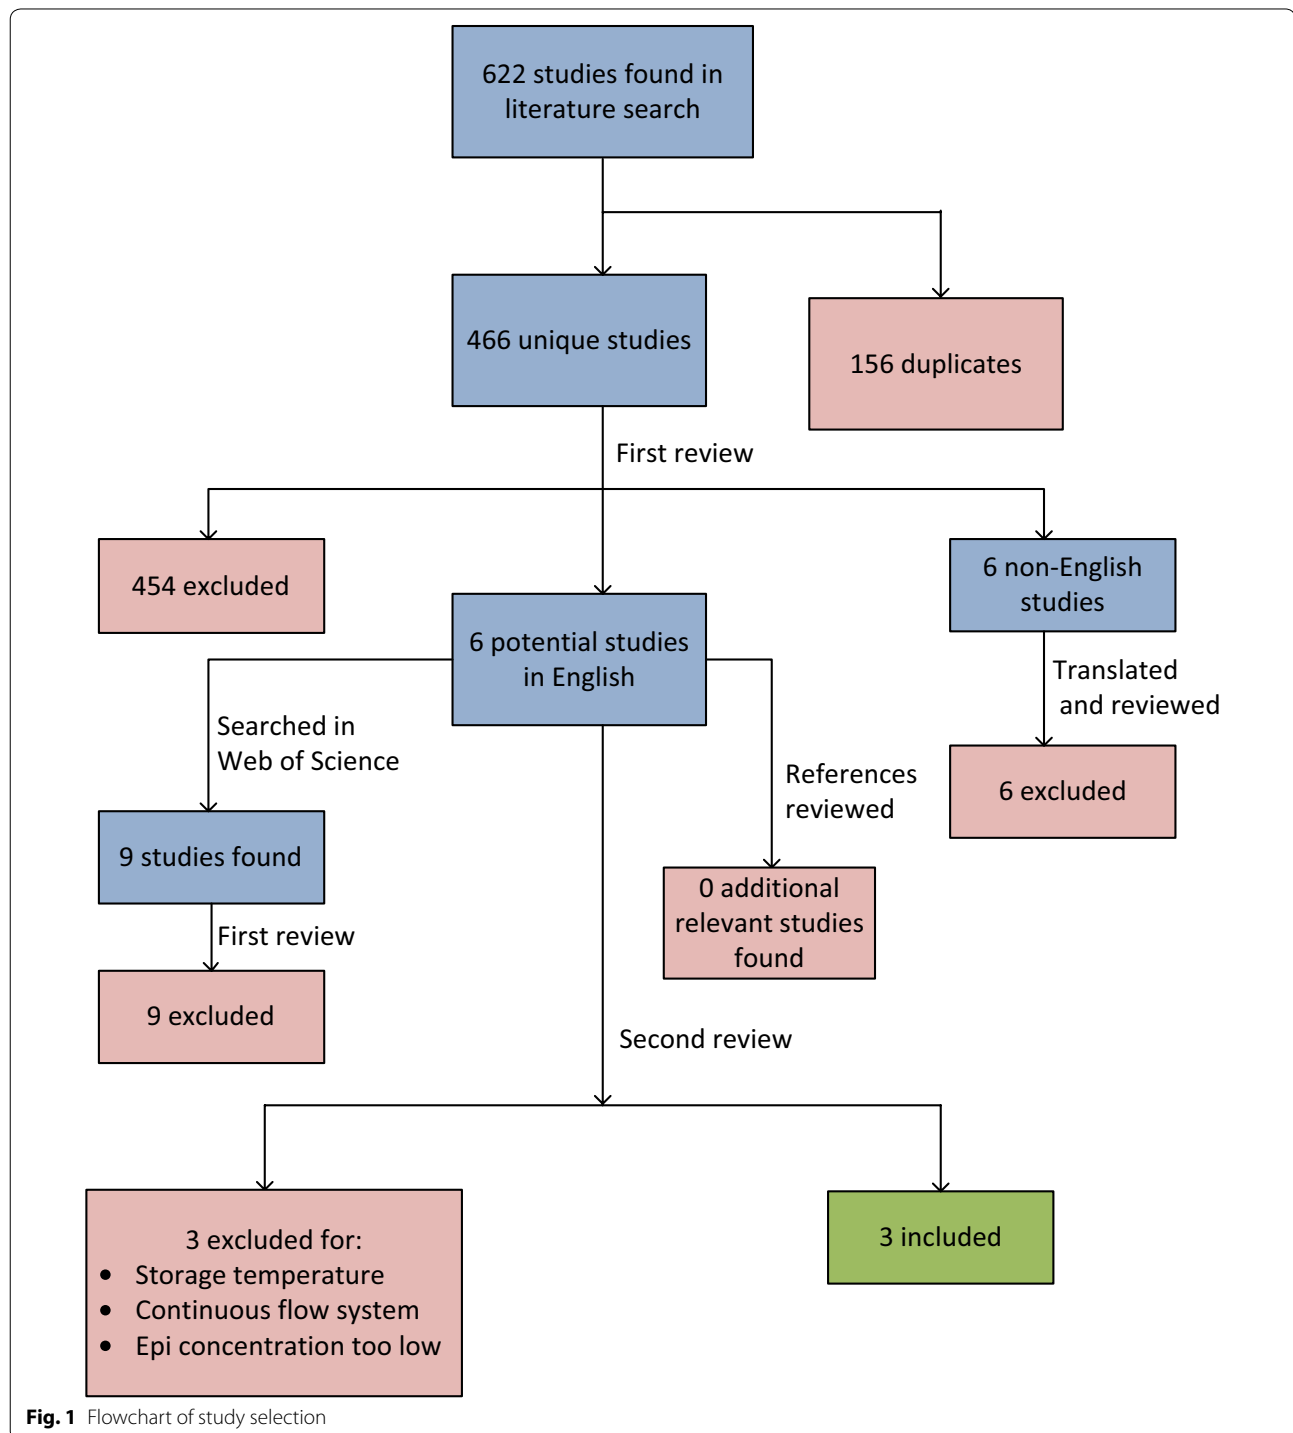 622 studies found in
literature search
466 unique studies
156 duplicates
First review
454 excluded
6 potential studies
in English
6 non-English
studies
Translated
and reviewed
6 excluded
Searched in
Web of Science
References
reviewed
9 studies found
0 additional
relevant studies
found
First review
9 excluded
Second review
3 excluded for:
• Storage temperature
• Continuous flow system
• Epi concentration too low
3 included
Fig. 1 Flowchart of study selection